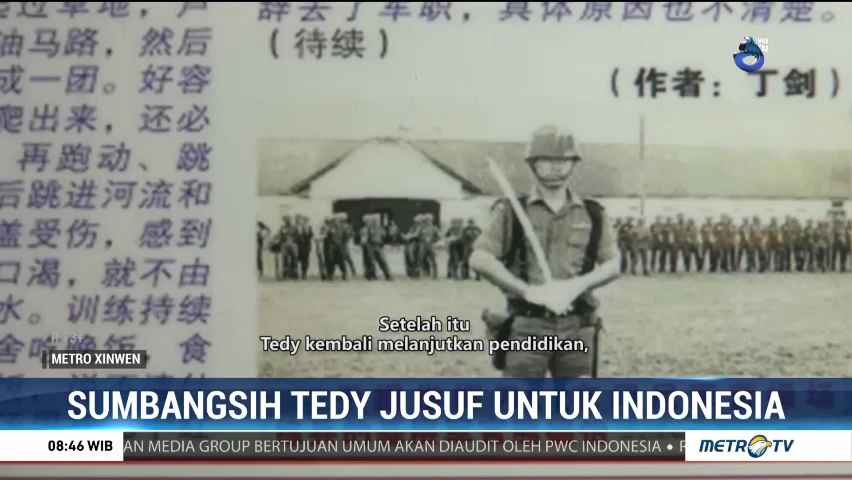 过草地，
辞去了军职，具体原因也不清楚。
油马路，然后
（待续）
成一团。好容
（作者：丁剑）
爬出来，还必
再跑动、跳
后跳进河流和
盖受伤，感到
口渴，就不由
水。训练持续
Setelah itu
Tedy kembali melanjutkan pendidikan,
R 13+
METRO XINWEN
SUMBANGSIH TEDY JUSUF UNTUK INDONESIA
08:46 WIB
AN MEDIA GROUP BERTUJUAN UMUM AKAN DIAUDIT OLEH PWC INDONESIA •
METRO TV